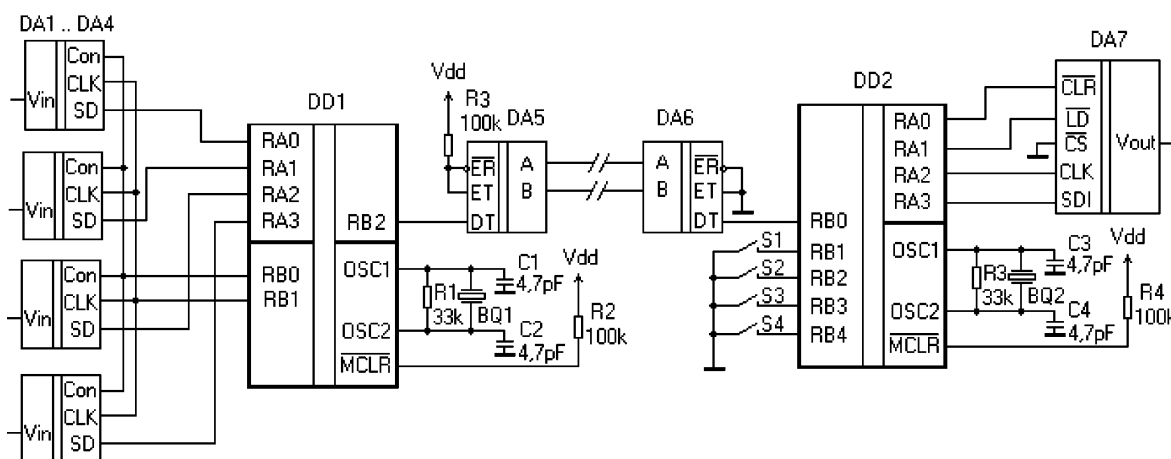 DA1 .. DA4
Con
CLK
Vin
SD
Con
CLK
Vin
SD
Con
CLK
Vin
SD
Con
CLK
Vin
SD
DD1
RA0
RA1
RA2
RA3
RB2
RB0
RB1
OSC1
OSC2
MCLR
R1
33k
BQ1
C1
4,7pF
C2
4,7pF
Vdd
R2
100k
Vdd
R3
100k
DA5
ER
ET
DT
A
B
DA6
A
B
ER
ET
DT
S1
S2
S3
S4
DD2
RB0
RB1
RB2
RB3
RB4
RA0
RA1
RA2
RA3
OSC1
OSC2
MCLR
R3
33k
BQ2
C3
4,7pF
C4
4,7pF
Vdd
R4
100k
DA7
CLR
LD
CS
CLK
SDI
Vout